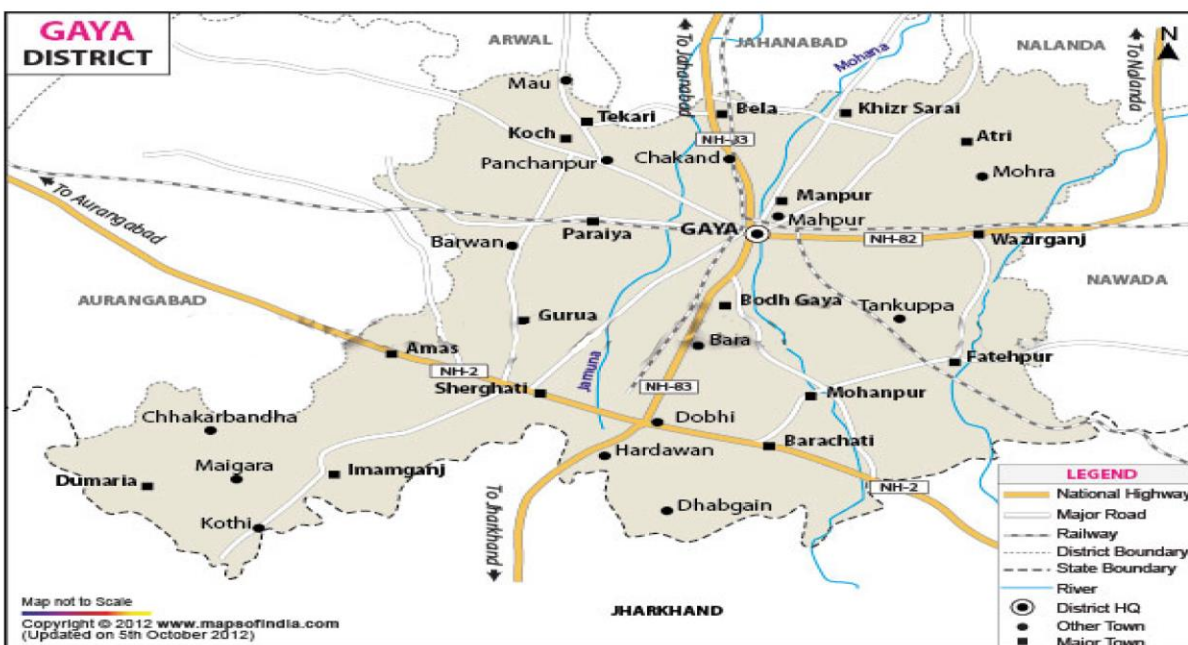 GAYA
DISTRICT
ARWAL
JAHANABAD
NALANDA
N
To Jahanabad
Mohana
To Nalanda
Mau
Tekari
Bela
Khizr Sarai
Koch
NH-83
Atri
Panchanpur
Chakand
Mohra
To Aurangabad
Manpur
Mahpur
Paraiya
GAYA
NH-82
Wazirganj
Barwan
NAWADA
AURANGABAD
Bodh Gaya
Tankuppa
Gurua
Bara
Amas
Jamuna
Fatehpur
NH-2
Sherghati
NH-83
Mohanpur
Chhakarbandha
Dobhi
Barachati
Maigara
Imamganj
Hardawan
Dumaria
NH-2
Kothi
To Jharkhand
Dhabgain
LEGEND
National Highway
Major Road
Railway
District Boundary
State Boundary
River
District HQ
Other Town
Major Town
JHARKHAND
Map not to Scale
Copyright © 2012 www.mapsofindia.com
(Updated on 5th October 2012)